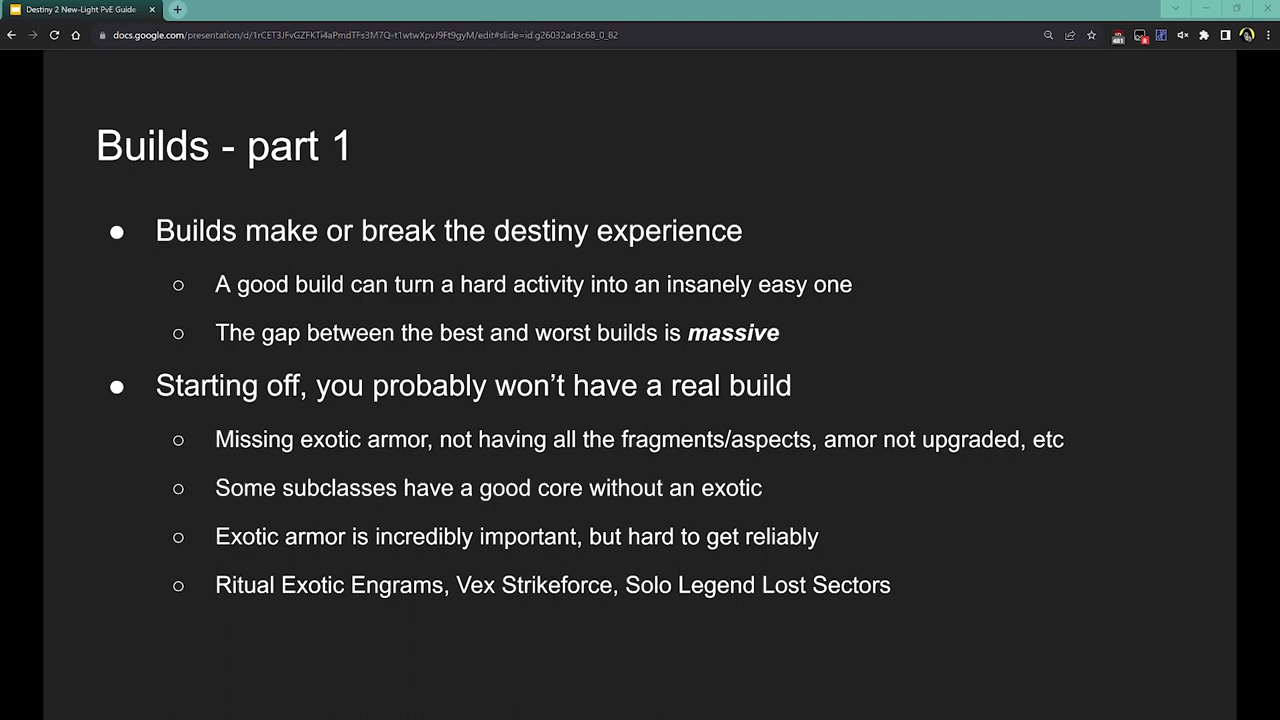 Destiny 2 New-Light PvE Guide
docs.google.com/presentation/d/1rCET3JFvGZFKTi4aPmdTFs3M7Q-t1wtwXpvJ9Ft9gyM/edit#slide=id.g26032ad3c68_0_82
481
8
Builds - part 1
● Builds make or break the destiny experience
○ A good build can turn a hard activity into an insanely easy one
○ The gap between the best and worst builds is massive
● Starting off, you probably won’t have a real build
○ Missing exotic armor, not having all the fragments/aspects, amor not upgraded, etc
○ Some subclasses have a good core without an exotic
○ Exotic armor is incredibly important, but hard to get reliably
○ Ritual Exotic Engrams, Vex Strikeforce, Solo Legend Lost Sectors